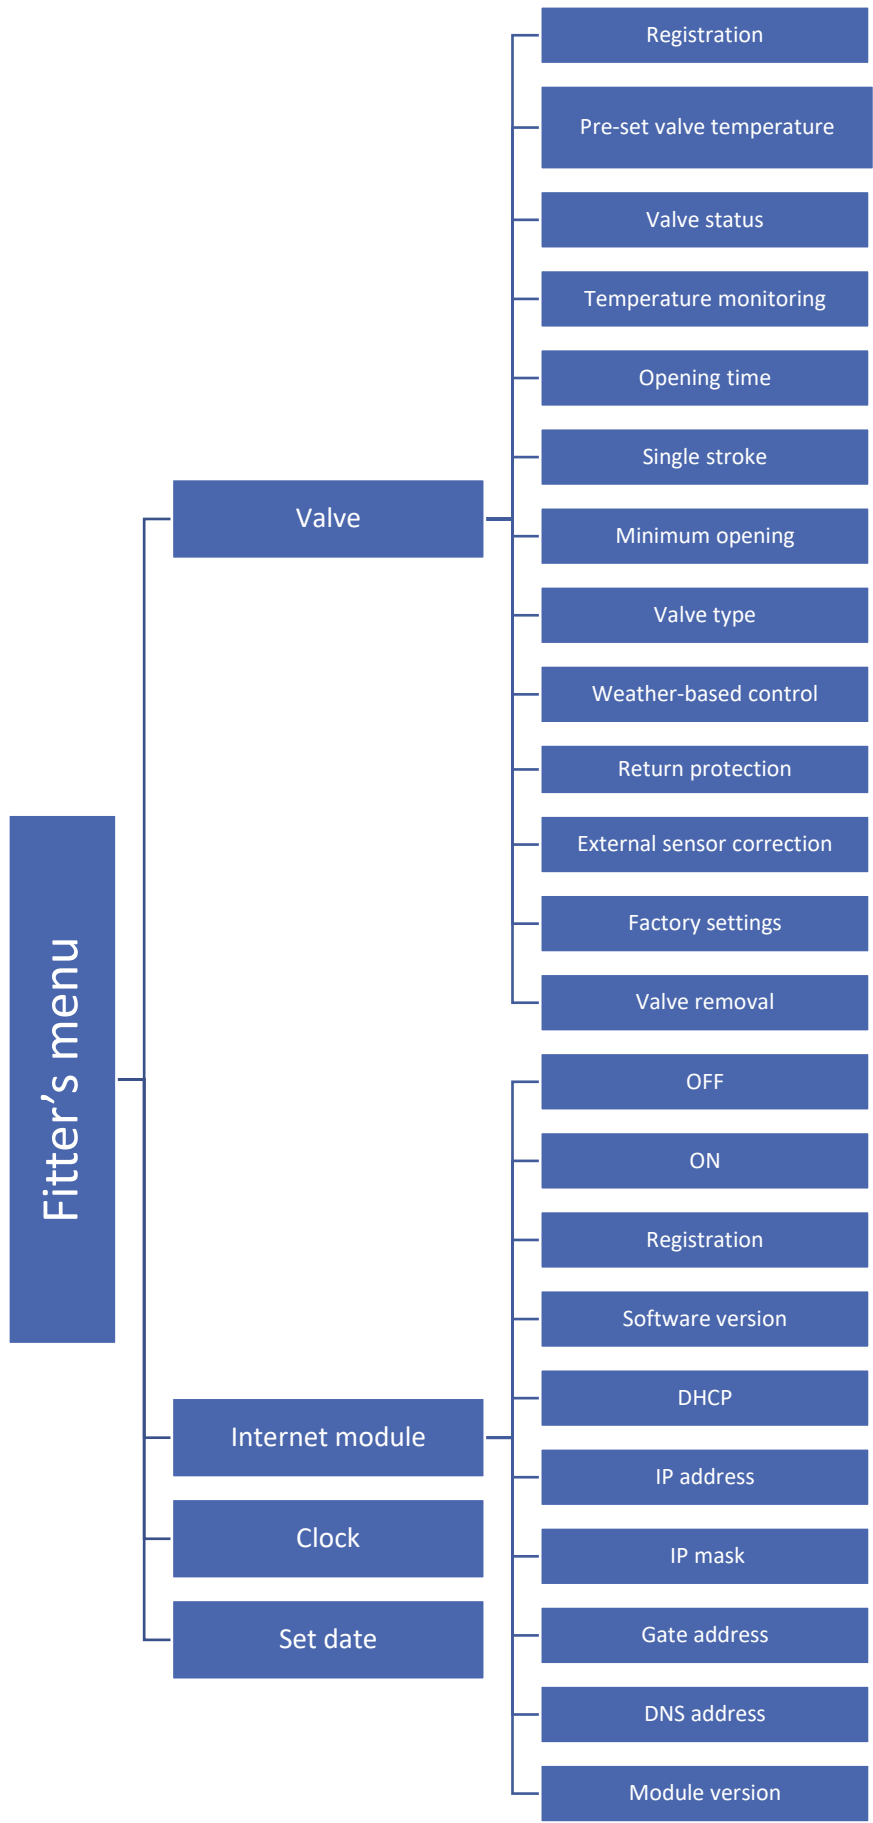 Fitter's menu
Valve
Registration
Pre-set valve temperature
Valve status
Temperature monitoring
Opening time
Single stroke
Minimum opening
Valve type
Weather-based control
Return protection
External sensor correction
Factory settings
Valve removal
Internet module
OFF
ON
Registration
Software version
DHCP
IP address
IP mask
Gate address
DNS address
Module version
Clock
Set date